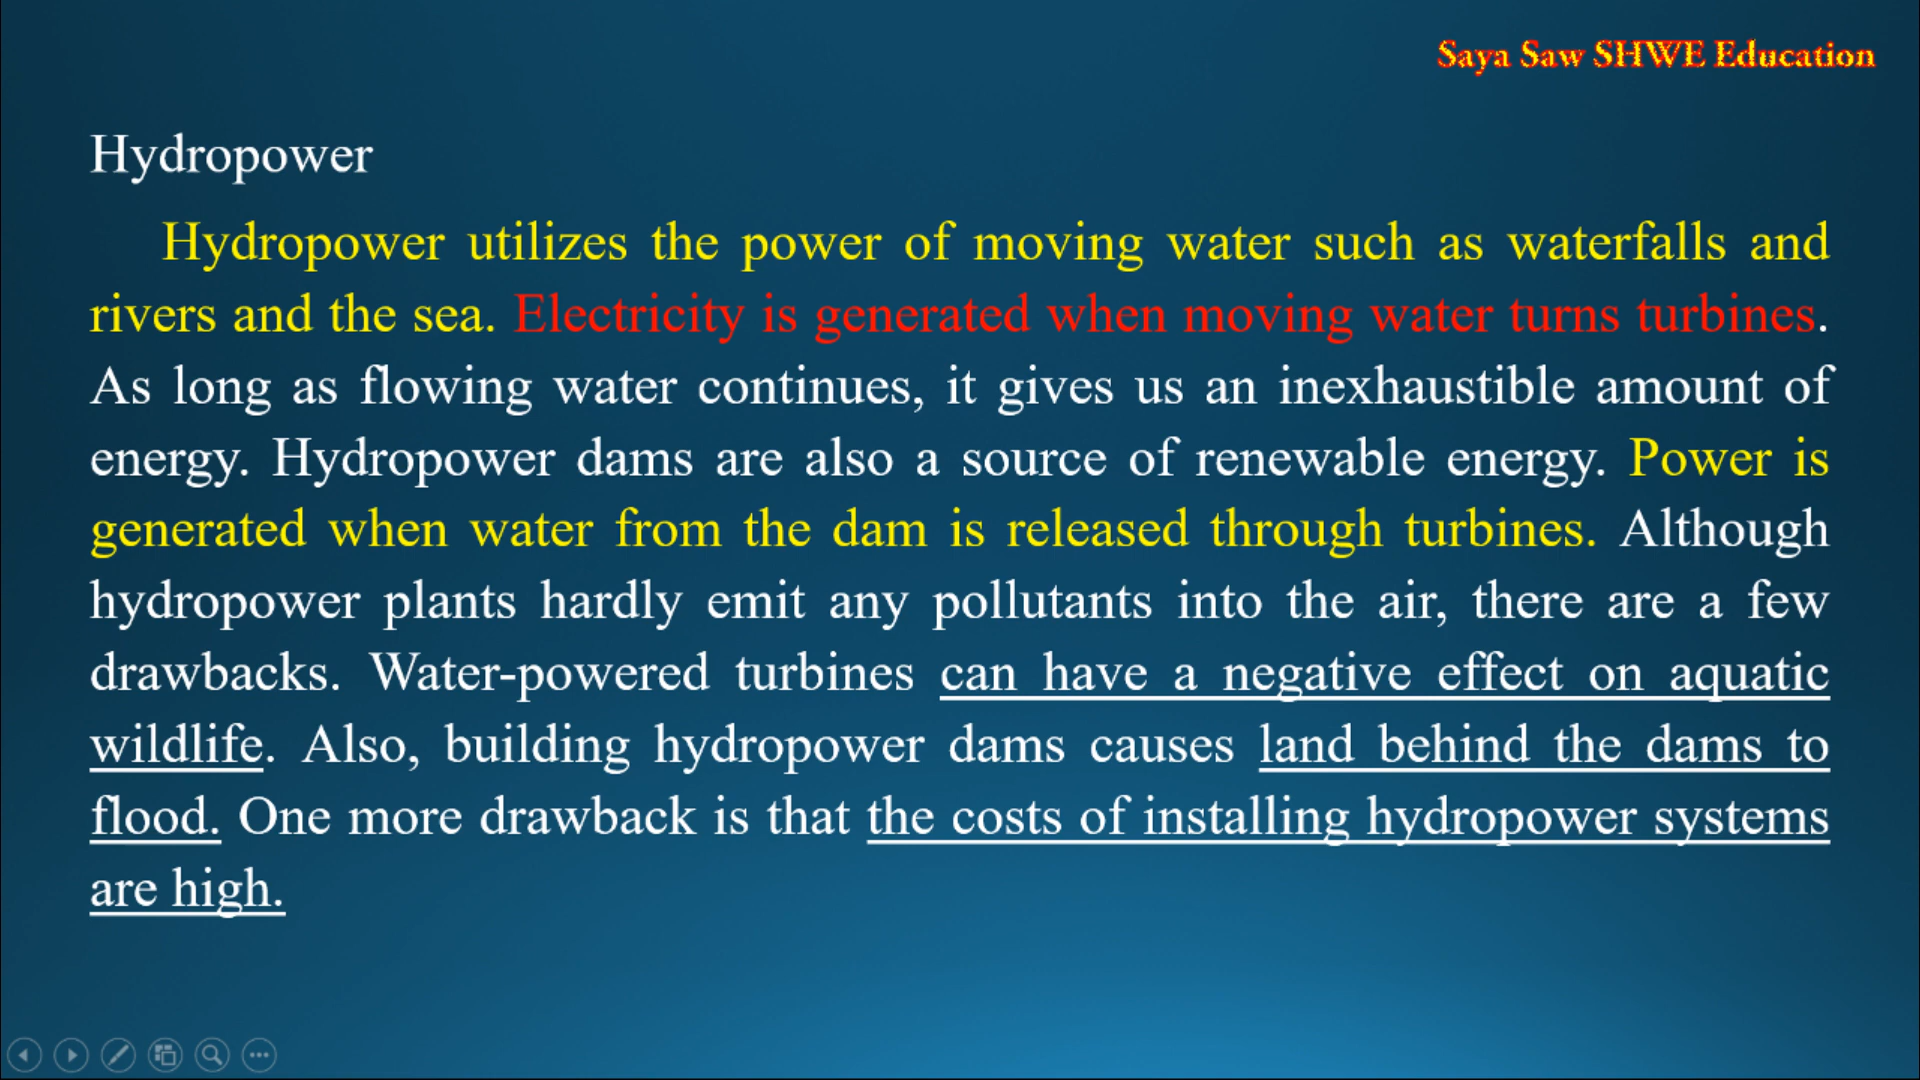 Saya Saw SHWE Education
Hydropower
Hydropower utilizes the power of moving water such as waterfalls and
rivers and the sea. Electricity is generated when moving water turns turbines.
As long as flowing water continues, it gives us an inexhaustible amount of
energy. Hydropower dams are also a source of renewable energy. Power is
generated when water from the dam is released through turbines. Although
hydropower plants hardly emit any pollutants into the air, there are a few
drawbacks. Water-powered turbines can have a negative effect on aquatic
wildlife. Also, building hydropower dams causes land behind the dams to
flood. One more drawback is that the costs of installing hydropower systems
are high.